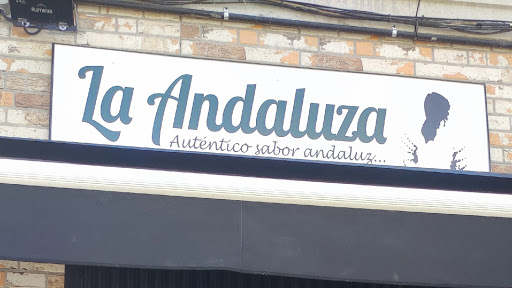 La Andaluza
Auténtico sabor andaluz...